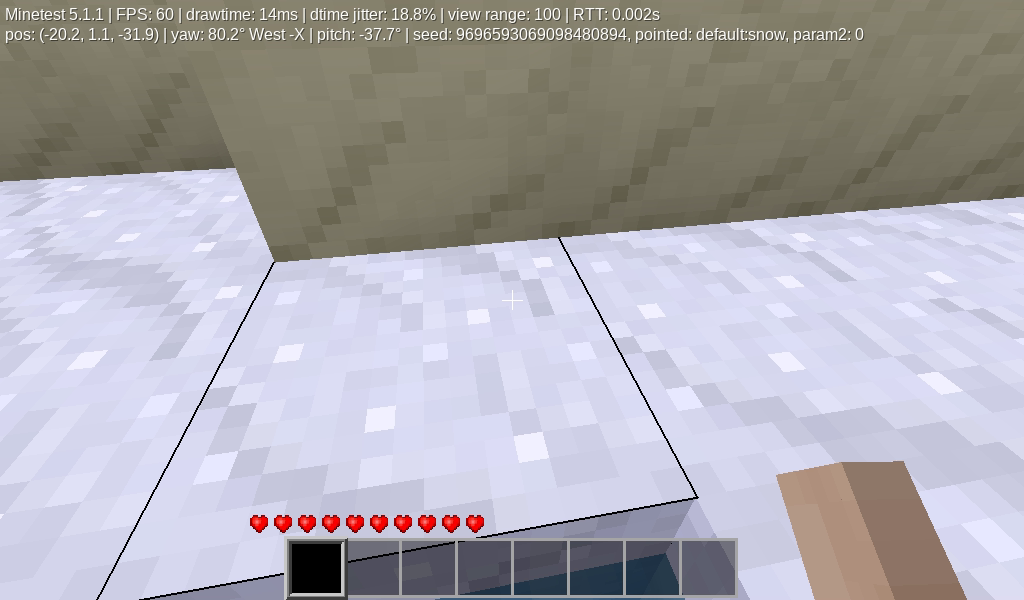 Minetest 5.1.1 | FPS: 60 | drawtime: 14ms | dtime jitter: 18.8% | view range: 100 | RTT: 0.002s
pos: (-20.2, 1.1, -31.9) | yaw: 80.2° West -X | pitch: -37.7° | seed: 9696593069098480894, pointed: default:snow, param2: 0